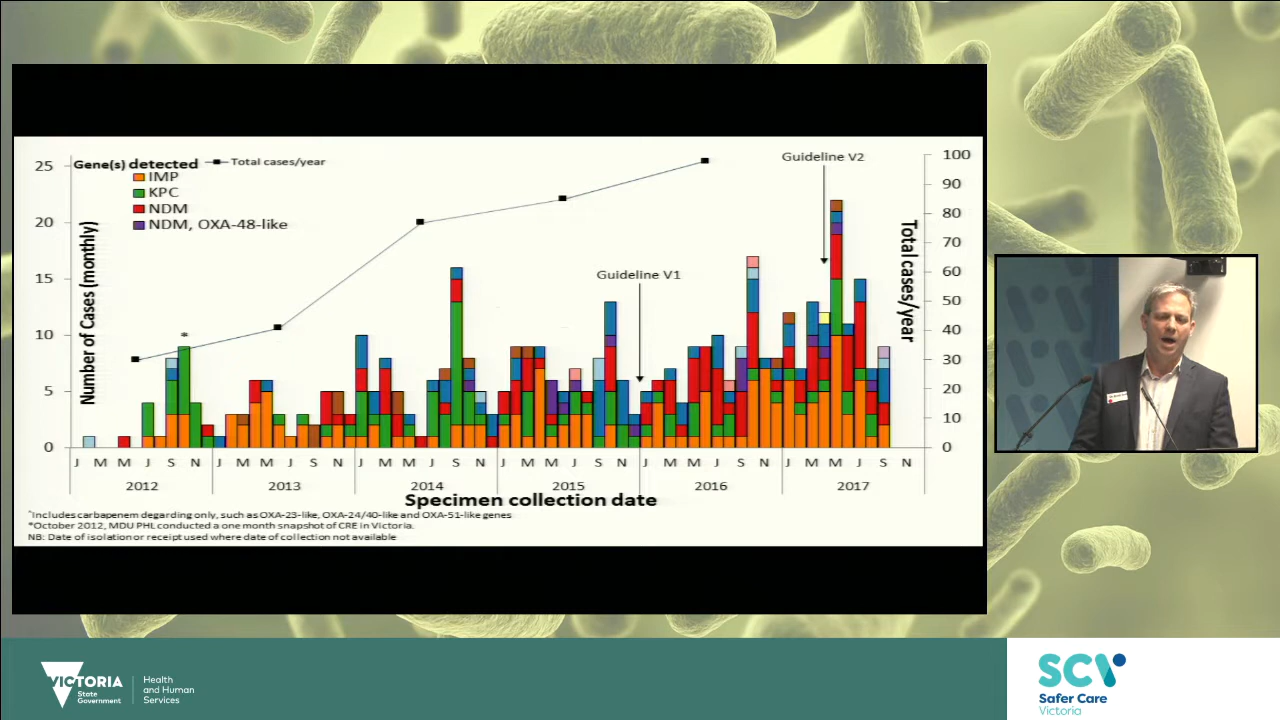 Gene(s) detected
Total cases/year
IMP
KPC
NDM
NDM, OXA-48-like
Number of Cases (monthly)
25
20
15
10
5
0
*
Guideline V1
Guideline V2
Total cases/year
100
90
80
70
60
50
40
30
20
10
0
J M M J S N J M M J S N J M M J S N J M M J S N J M M J S N J M M J S N
2012 2013 2014 2015 2016 2017
Specimen collection date
*Includes carbapenem degarding only, such as OXA-23-like, OXA-24/40-like and OXA-51-like genes
*October 2012, MDU PHL conducted a one month snapshot of CRE in Victoria.
NB: Date of isolation or receipt used where date of collection not available
VICTORIA
State
Government
Health
and Human
Services
SCV
Safer Care
Victoria